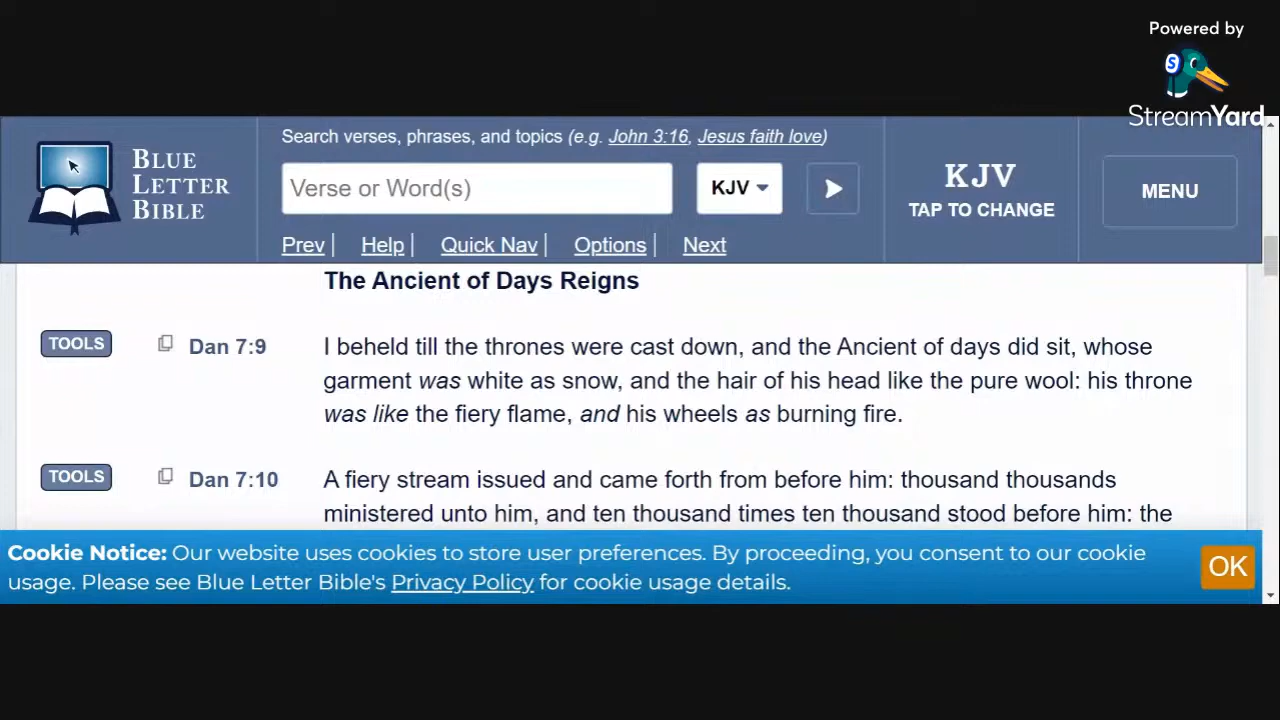 Powered by
StreamYard
BLUE
LETTER
BIBLE
Search verses, phrases, and topics (e.g. John 3:16, Jesus faith love)
Verse or Word(s)
KJV
KJV
TAP TO CHANGE
MENU
Prev | Help | Quick Nav | Options | Next
The Ancient of Days Reigns
TOOLS Dan 7:9 I beheld till the thrones were cast down, and the Ancient of days did sit, whose
garment was white as snow, and the hair of his head like the pure wool: his throne
was like the fiery flame, and his wheels as burning fire.
TOOLS Dan 7:10 A fiery stream issued and came forth from before him: thousand thousands
ministered unto him, and ten thousand times ten thousand stood before him: the
Cookie Notice: Our website uses cookies to store user preferences. By proceeding, you consent to our cookie
usage. Please see Blue Letter Bible's Privacy Policy for cookie usage details.
OK